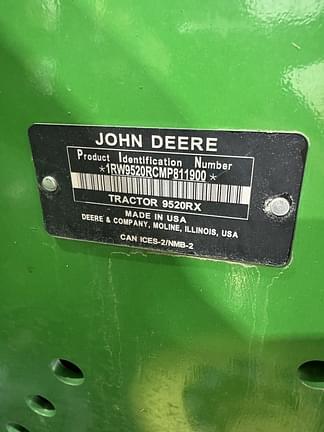 JOHN DEERE
Product Identification Number
*1RW9520RCMP811900*
TRACTOR 9520RX
MADE IN USA
DEERE & COMPANY, MOLINE, ILLINOIS, USA
CAN ICES-2/NMB-2